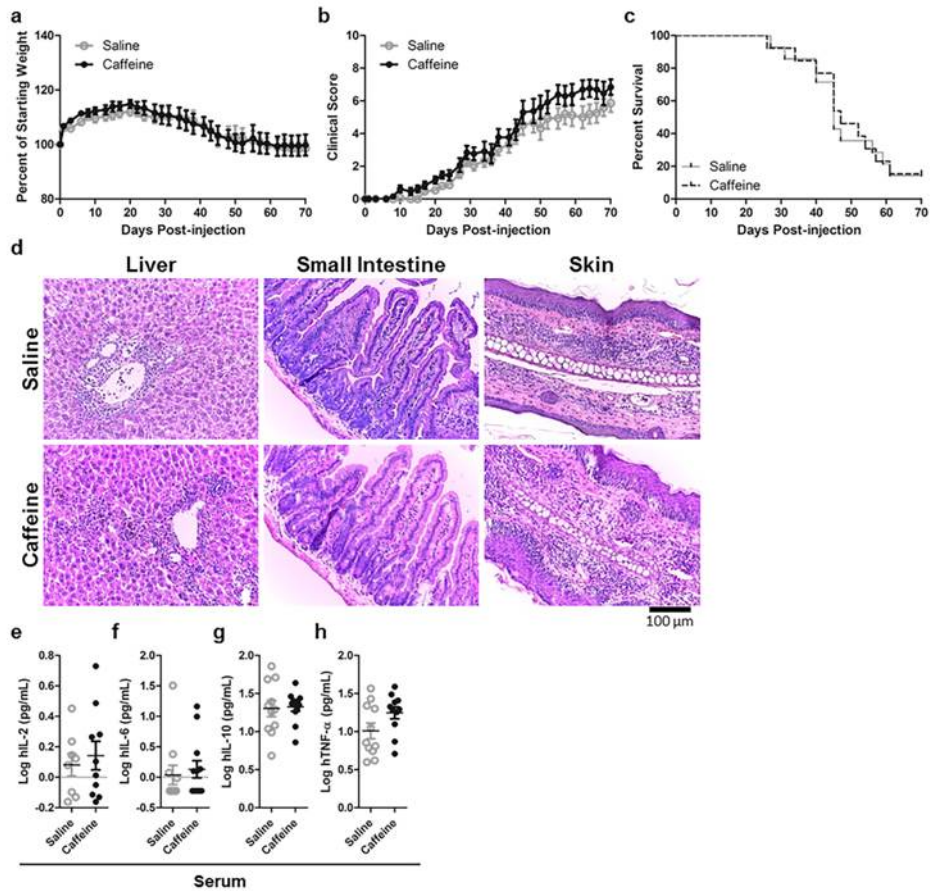 a
Percent of Starting Weight
140
120
100
80
0 10 20 30 40 50 60 70
Days Post-injection
Saline
Caffeine
b
Clinical Score
10
8
6
4
2
0
0 10 20 30 40 50 60 70
Days Post-injection
Saline
Caffeine
c
Percent Survival
100
80
60
40
20
0
0 10 20 30 40 50 60 70
Days Post-injection
Saline
Caffeine
d
Liver
Small Intestine
Skin
Saline
Caffeine
100 µm
e
Log hIL-2 (pg/mL)
0.8
0.6
0.4
0.2
0.0
-0.2
Saline
Caffeine
f
Log hIL-6 (pg/mL)
2.0
1.5
1.0
0.5
0.0
-0.5
Saline
Caffeine
g
Log hIL-10 (pg/mL)
2.0
1.5
1.0
0.5
0.0
Saline
Caffeine
h
Log hTNF-α (pg/mL)
2.0
1.5
1.0
0.5
0.0
Saline
Caffeine
Serum